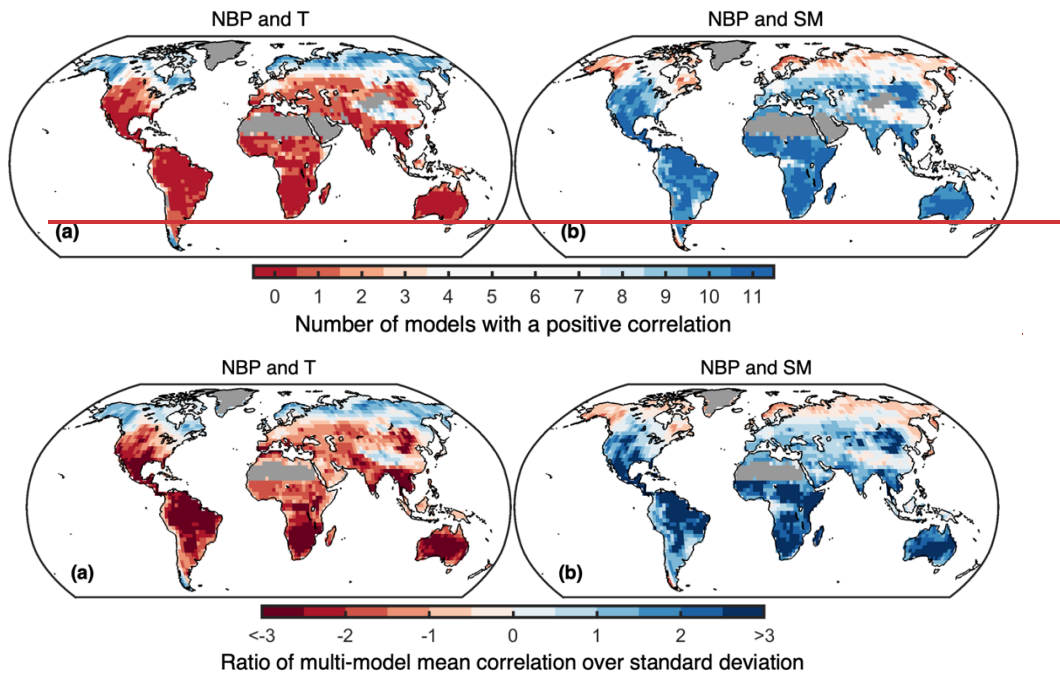 NBP and T
NBP and SM
(a)
(b)
0 1 2 3 4 5 6 7 8 9 10 11
Number of models with a positive correlation
NBP and T
NBP and SM
(a)
(b)
<-3 -2 -1 0 1 2 >3
Ratio of multi-model mean correlation over standard deviation